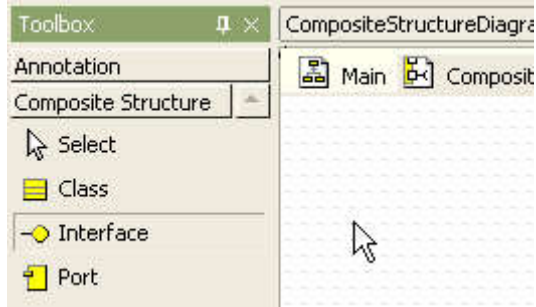 Toolbox
CompositeStructureDiagra
Annotation
Main
Composit
Composite Structure
Select
Class
Interface
Port